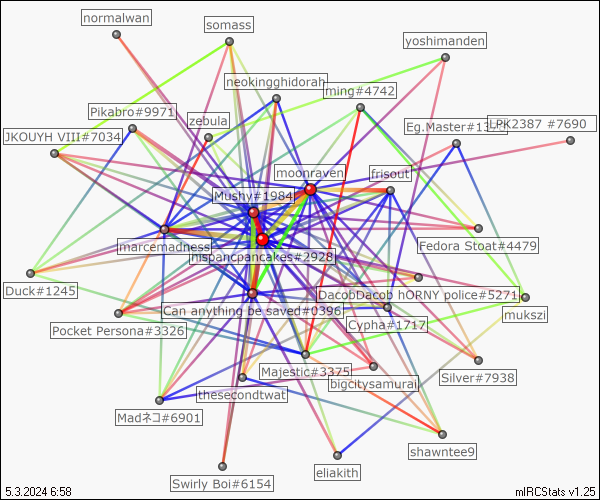 normalwan
somass
yoshimanden
neokingghidorah
ming#4742
Pikabro#9971
zebula
Eg.Master#13
LPK2387 #7690
JKOUYH VIII#7034
moonraven
frisout
Mushy#1984
marcemadness
hispancpancakes#2928
Fedora Stoat#4479
Duck#1245
DacobDacob hORNY police#5271
mukszi
Can anything be saved#0396
Pocket Persona#3326
Cypha#1717
Majestic#3375
Silver#7938
bigcitysamurai
thesecondtwat
Madネコ#6901
shawntee9
eliakith
Swirly Boi#6154
5.3.2024 6:58
mIRCStats v1.25